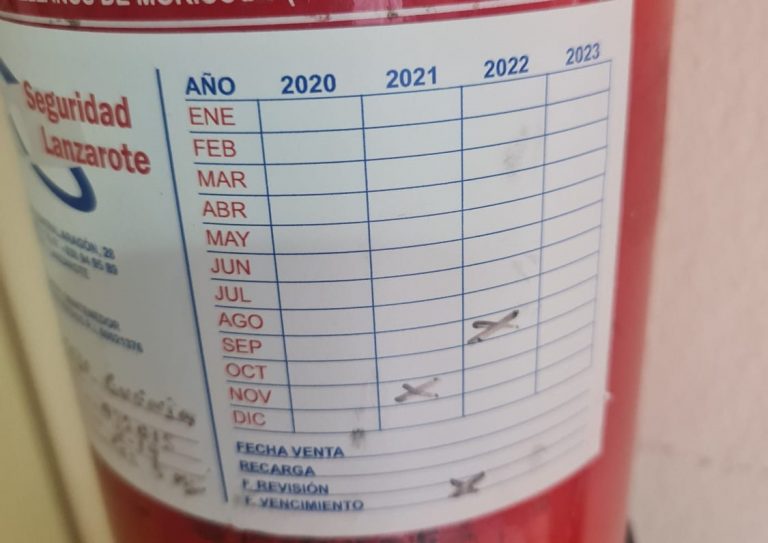 DE
AÑO 2020 2021 2022 2023
Seguridad
Lanzarote
ENE
FEB
MAR
ABR
MAY
JUN
JUL
AGO
SEP X
OCT
NOV X
DIC
FECHA VENTA
RECARGA
F. REVISIÓN X
F. VENCIMIENTO